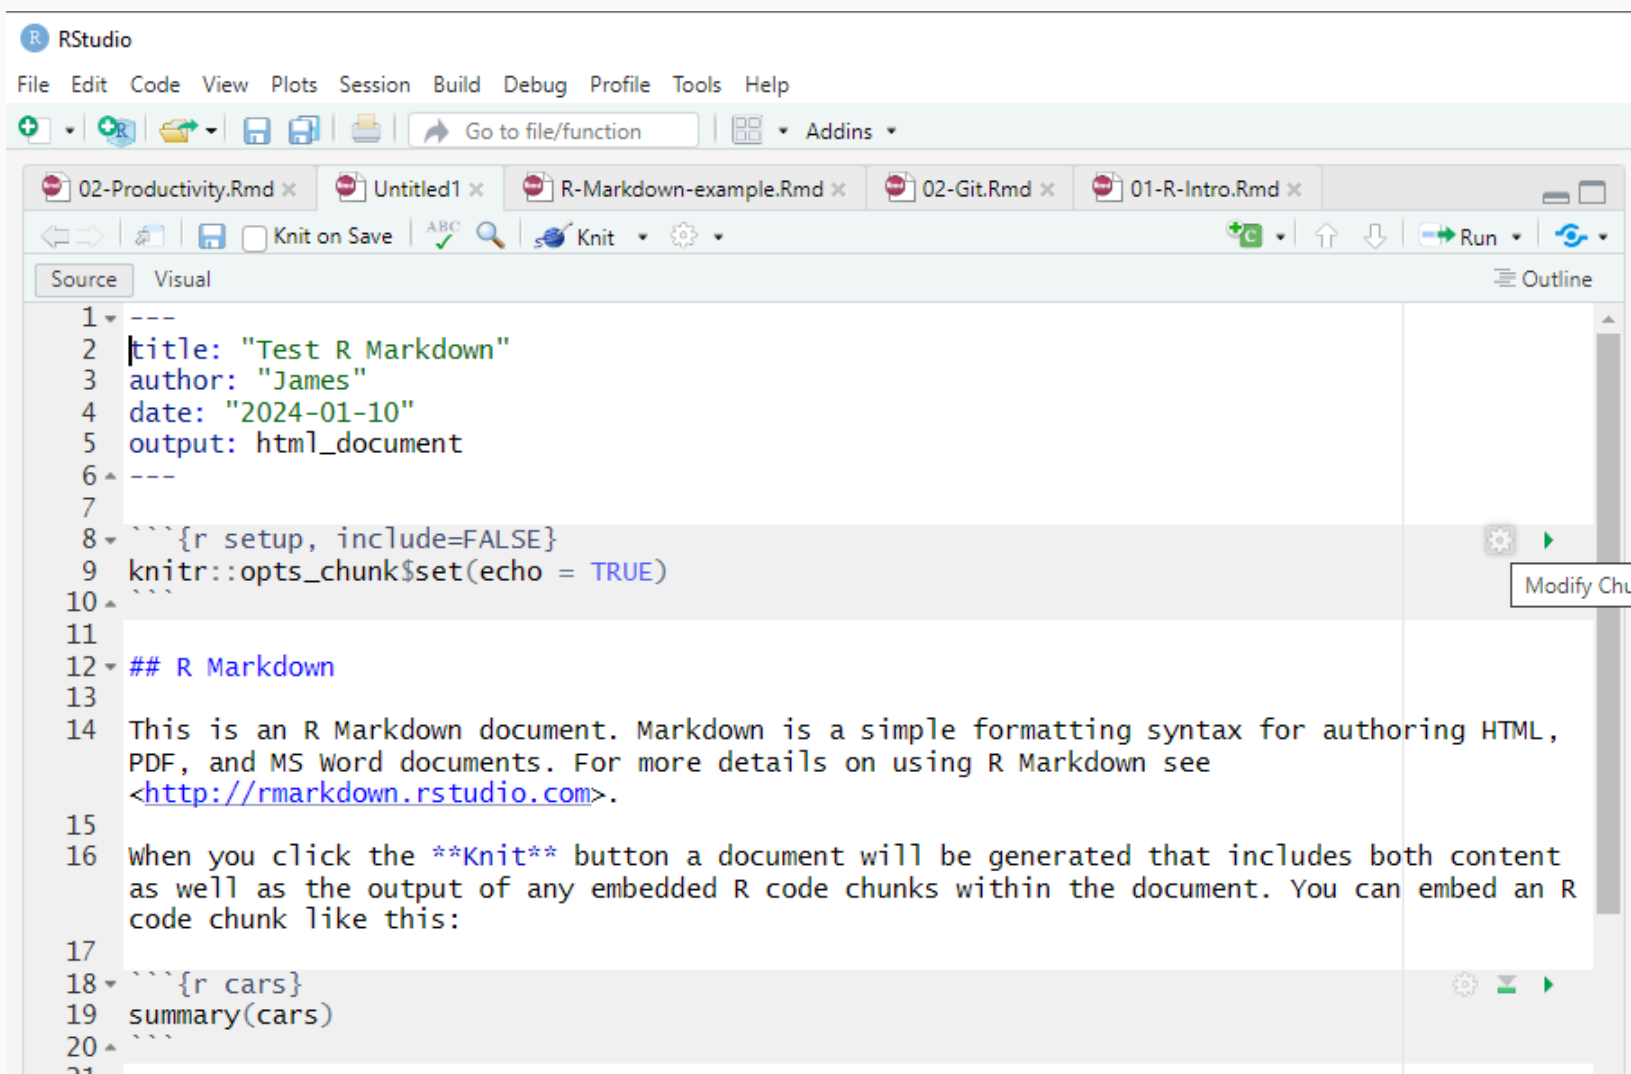 RStudio
File Edit Code View Plots Session Build Debug Profile Tools Help
Go to file/function Addins
02-Productivity.Rmd Untitled1 R-Markdown-example.Rmd 02-Git.Rmd 01-R-Intro.Rmd
Knit on Save ABC Knit Run
Source Visual Outline
1 ---
2 title: "Test R Markdown"
3 author: "James"
4 date: "2024-01-10"
5 output: html_document
6 ---
7
8 ```{r setup, include=FALSE}
9 knitr::opts_chunk$set(echo = TRUE)
10 ```
11
12 ## R Markdown
13
14 This is an R Markdown document. Markdown is a simple formatting syntax for authoring HTML,
PDF, and MS Word documents. For more details on using R Markdown see
<http://rmarkdown.rstudio.com>.
15
16 When you click the **Knit** button a document will be generated that includes both content
as well as the output of any embedded R code chunks within the document. You can embed an R
code chunk like this:
17
18 ```{r cars}
19 summary(cars)
20 ```
Modify Chu